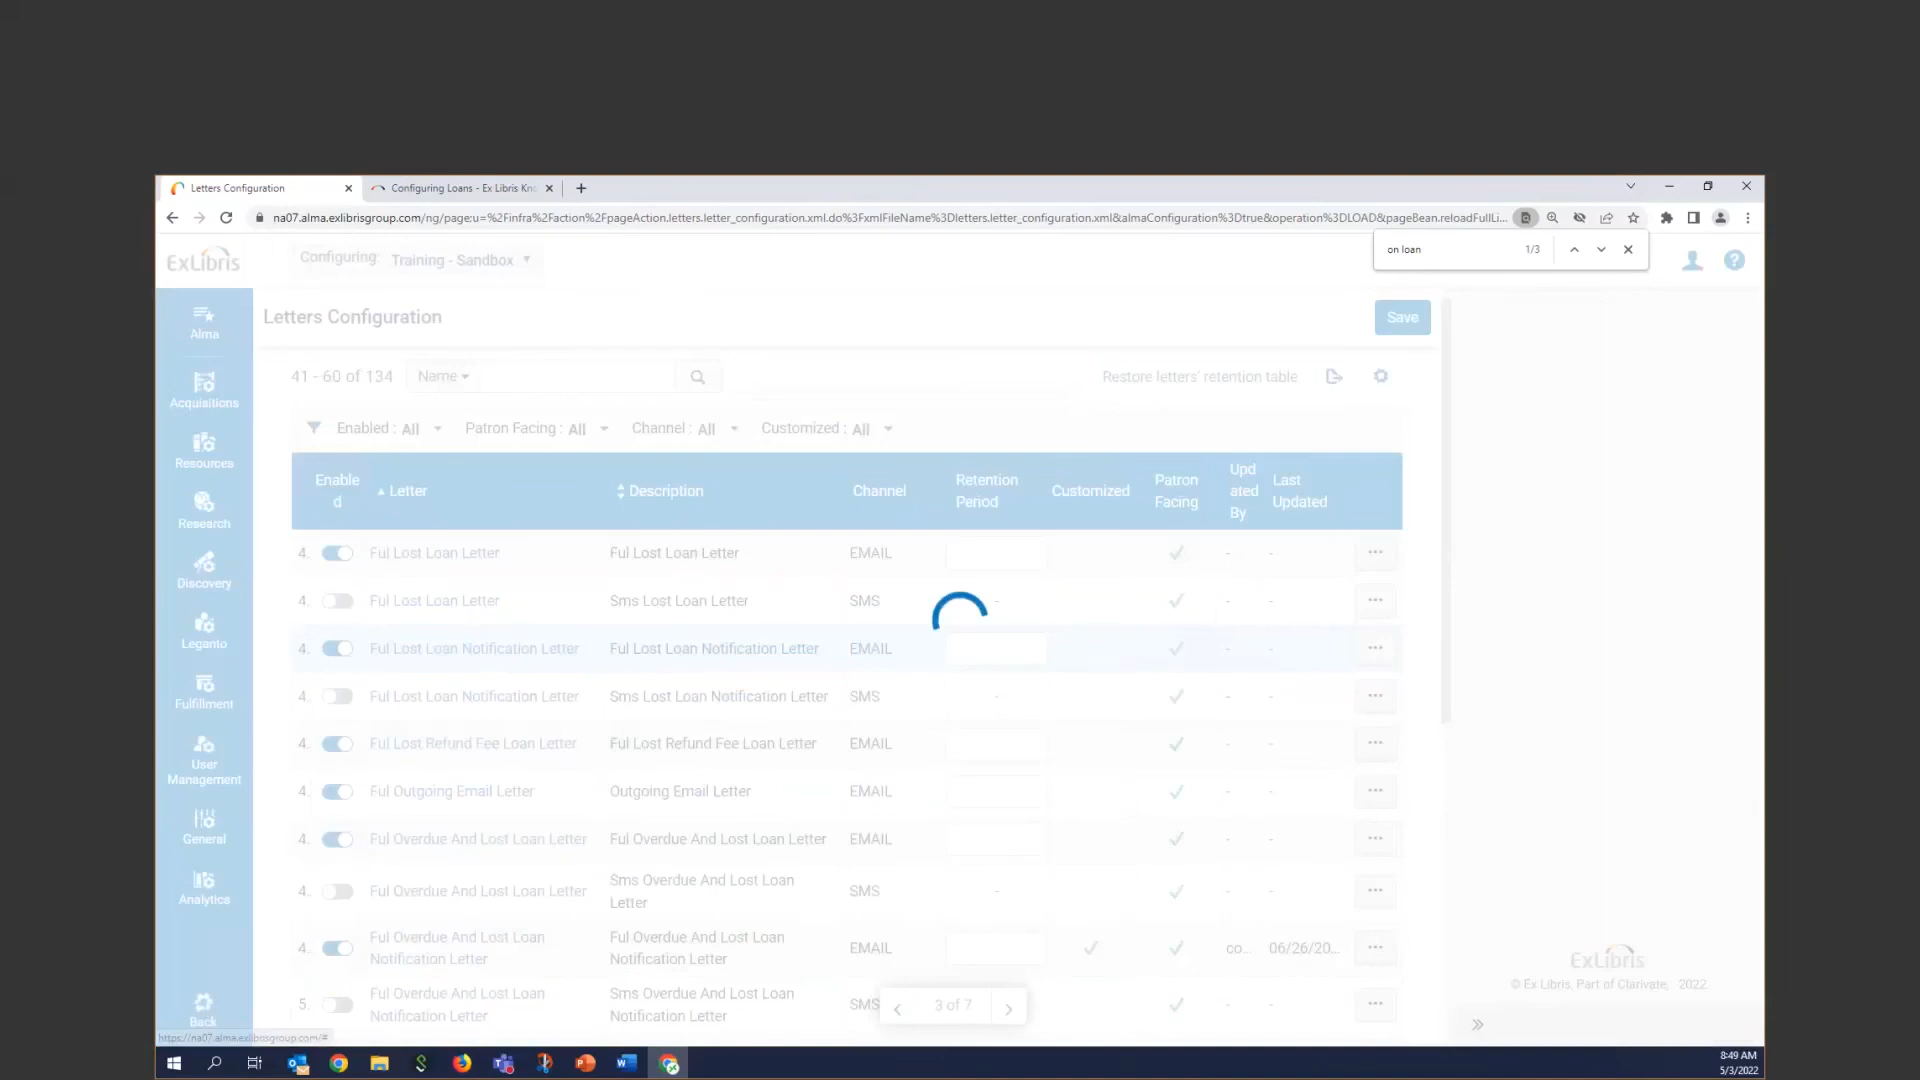 Letters Configuration
Configuring Loans - Ex Libris Kno
na07.alma.exlibrisgroup.com/ng/page;u=%2Finfra%2Faction%2FpageAction.letters.letter_configuration.xml.do%3FxmlFileName%3Dletters.letter_configuration.xml&almaConfiguration%3Dtrue&operation%3DLOAD&pageBean.reloadFullLi...
on loan 1/3
ExLibris
Configuring: Training - Sandbox
Alma
Acquisitions
Resources
Research
Discovery
Leganto
Fulfillment
User
Management
General
Analytics
Back
Letters Configuration
Save
41 - 60 of 134 Name Restore letters' retention table
Enabled : All Patron Facing : All Channel : All Customized : All
Enable
d
Letter
Description
Channel
Retention
Period
Customized
Patron
Facing
Upd
ated
By
Last
Updated
4. Ful Lost Loan Letter Ful Lost Loan Letter EMAIL - -
4. Ful Lost Loan Letter Sms Lost Loan Letter SMS - - -
4. Ful Lost Loan Notification Letter Ful Lost Loan Notification Letter EMAIL - -
4. Ful Lost Loan Notification Letter Sms Lost Loan Notification Letter SMS - - -
4. Ful Lost Refund Fee Loan Letter Ful Lost Refund Fee Loan Letter EMAIL - -
4. Ful Outgoing Email Letter Outgoing Email Letter EMAIL - -
4. Ful Overdue And Lost Loan Letter Ful Overdue And Lost Loan Letter EMAIL - -
4. Ful Overdue And Lost Loan Letter Sms Overdue And Lost Loan
Letter SMS - - -
4. Ful Overdue And Lost Loan
Notification Letter
Ful Overdue And Lost Loan
Notification Letter
EMAIL co... 06/26/20...
5. Ful Overdue And Lost Loan
Notification Letter
Sms Overdue And Lost Loan
Notification Letter
SMS - -
3 of 7
ExLibris
© Ex Libris, Part of Clarivate, 2022
https://na07.alma.exlibrisgroup.com/#
8:49 AM
5/3/2022